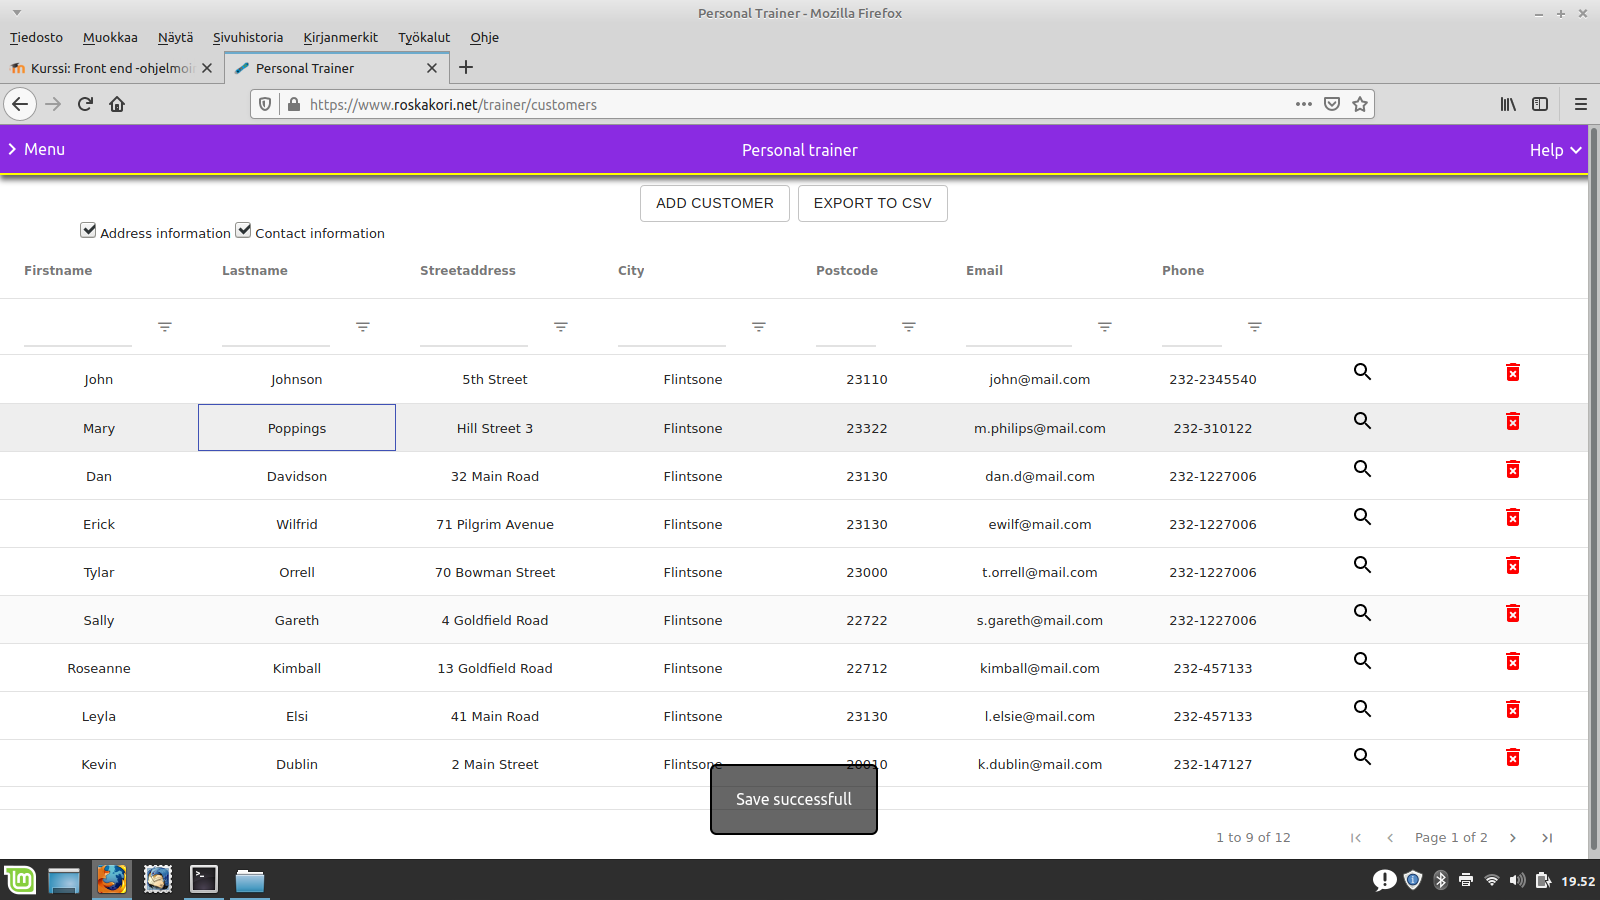 Personal Trainer - Mozilla Firefox
Tiedosto Muokkaa Näytä Sivuhistoria Kirjanmerkit Työkalut Ohje
Kurssi: Front end -ohjelmoi Personal Trainer
https://www.roskakori.net/trainer/customers
Menu Personal trainer Help
ADD CUSTOMER EXPORT TO CSV
Address information Contact information
Firstname Lastname Streetaddress City Postcode Email Phone
John Johnson 5th Street Flintsone 23110 john@mail.com 232-2345540
Mary Poppings Hill Street 3 Flintsone 23322 m.philips@mail.com 232-310122
Dan Davidson 32 Main Road Flintsone 23130 dan.d@mail.com 232-1227006
Erick Wilfrid 71 Pilgrim Avenue Flintsone 23130 ewilf@mail.com 232-1227006
Tylar Orrell 70 Bowman Street Flintsone 23000 t.orrell@mail.com 232-1227006
Sally Gareth 4 Goldfield Road Flintsone 22722 s.gareth@mail.com 232-1227006
Roseanne Kimball 13 Goldfield Road Flintsone 22712 kimball@mail.com 232-457133
Leyla Elsi 41 Main Road Flintsone 23130 l.elsie@mail.com 232-457133
Kevin Dublin 2 Main Street Flintsone 20010 k.dublin@mail.com 232-147127
Save successfull
1 to 9 of 12 Page 1 of 2
19.52